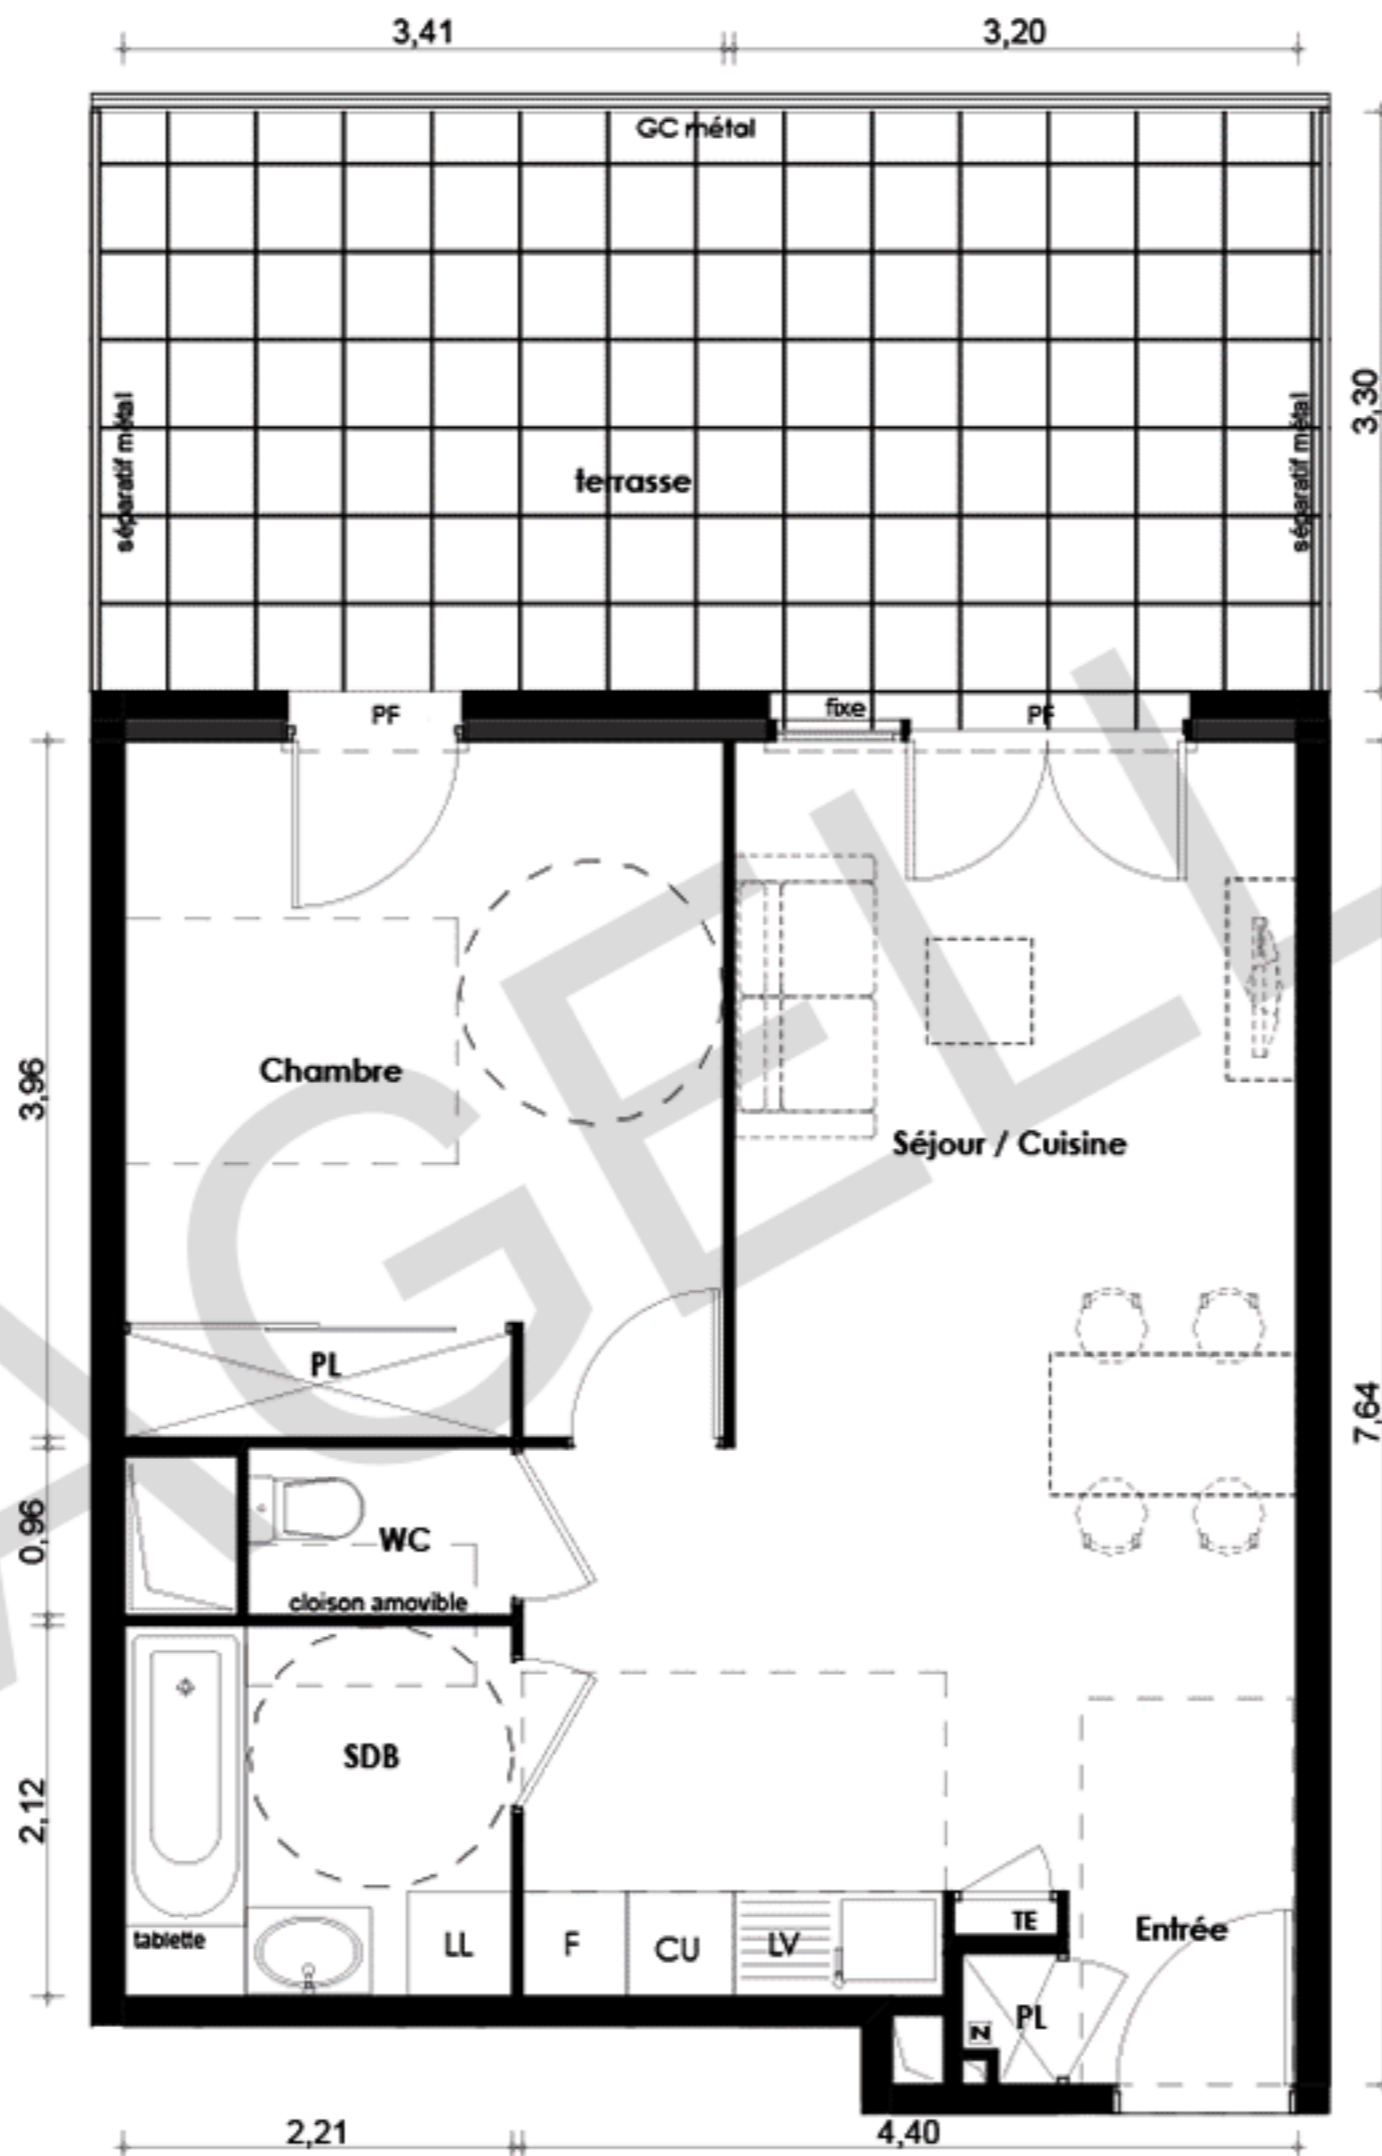 3,41
3,20
GC métal
séparatif métal
terrasse
séparatif métal
3,30
PF
fixe
PF
Chambre
Séjour / Cuisine
3,96
PL
7,64
0,96
WC
cloison amovible
SDB
2,12
tablette
LL
F
CU
LV
TE
Entrée
PL
Z
2,21
4,40
AGELL